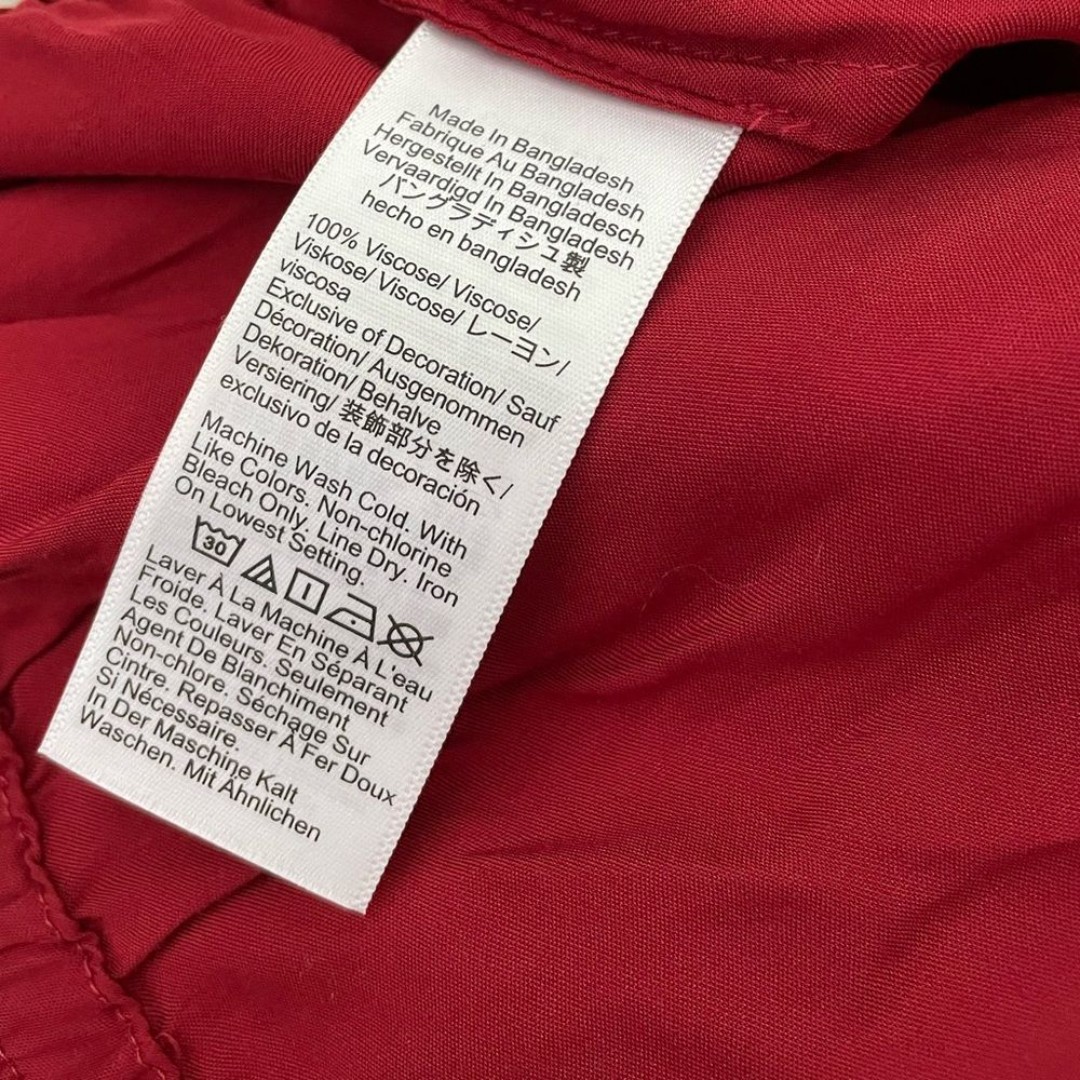 Made In Bangladesh
Fabrique Au Bangladesh
Hergestellt In Bangladesch
Vervaardigd In Bangladesh
バングラディシュ製
hecho en bangladesh
100% Viscose/ Viscose/
Viskose/ Viscose/ レーヨン/
viscosa
Exclusive of Decoration/ Sauf
Décoration/ Ausgenommen
Dekoration/ Behalve
Versiering/ 装飾部分を除く/
exclusivo de la decoración
Machine Wash Cold. With
Like Colors. Non-chlorine
Bleach Only. Line Dry. Iron
On Lowest Setting.
30
Laver À La Machine À L'eau
Froide. Laver En Séparant
Les Couleurs. Seulement
Agent De Blanchiment
Non-chlore. Séchage Sur
Cintre. Repasser À Fer Doux
Si Nécessaire.
In Der Maschine Kalt
Waschen. Mit Ähnlichen